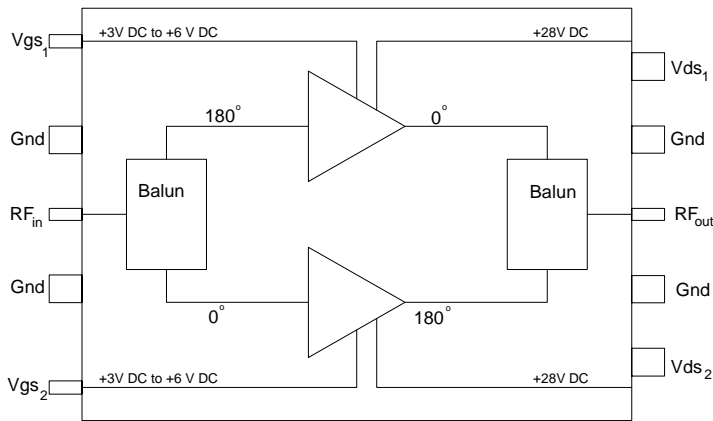 Vgs1
+3V DC to +6 V DC
+28V DC
Vds1
180°
0°
Gnd
Gnd
Balun
Balun
RFin
RFout
Gnd
Gnd
0°
180°
Vds2
Vgs2
+3V DC to +6 V DC
+28V DC